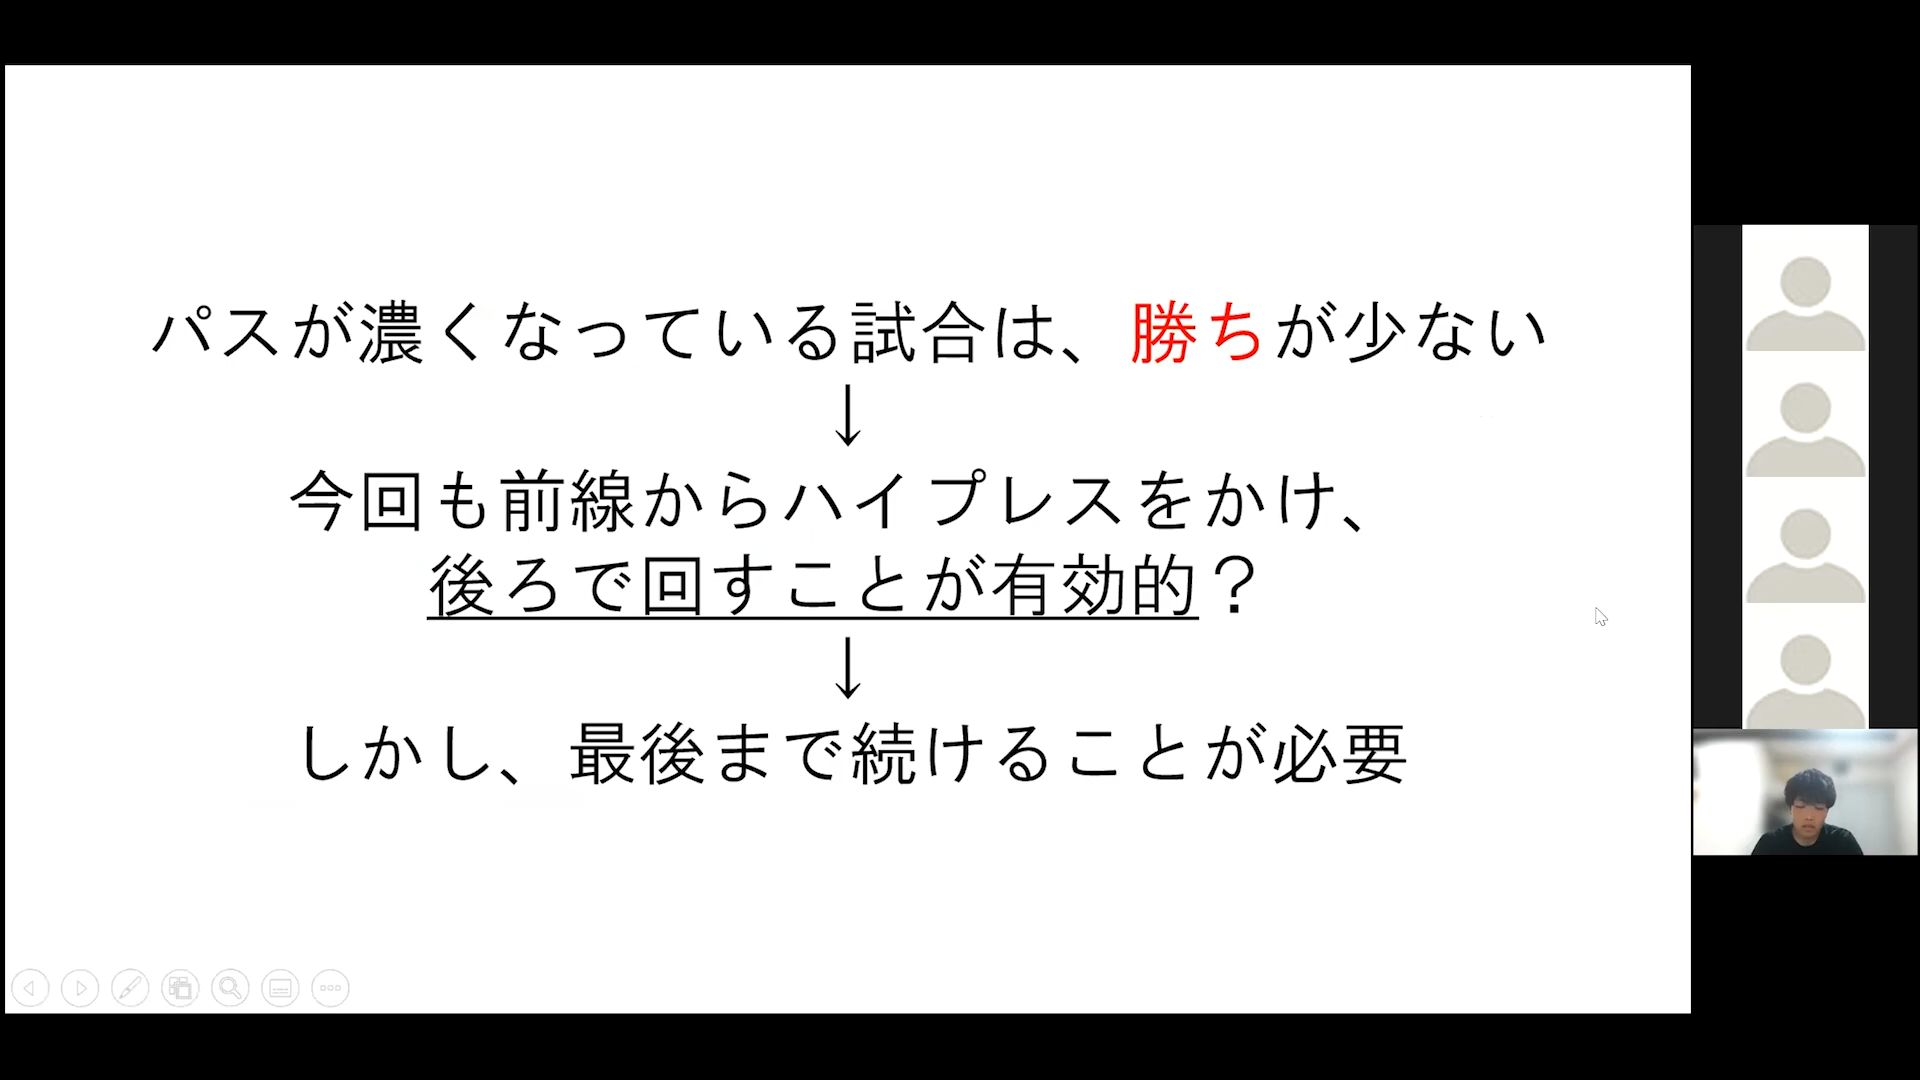 パスが濃くなっている試合は、勝ちが少ない
↓
今回も前線からハイプレスをかけ、
後ろで回すことが有効的？
↓
しかし、最後まで続けることが必要